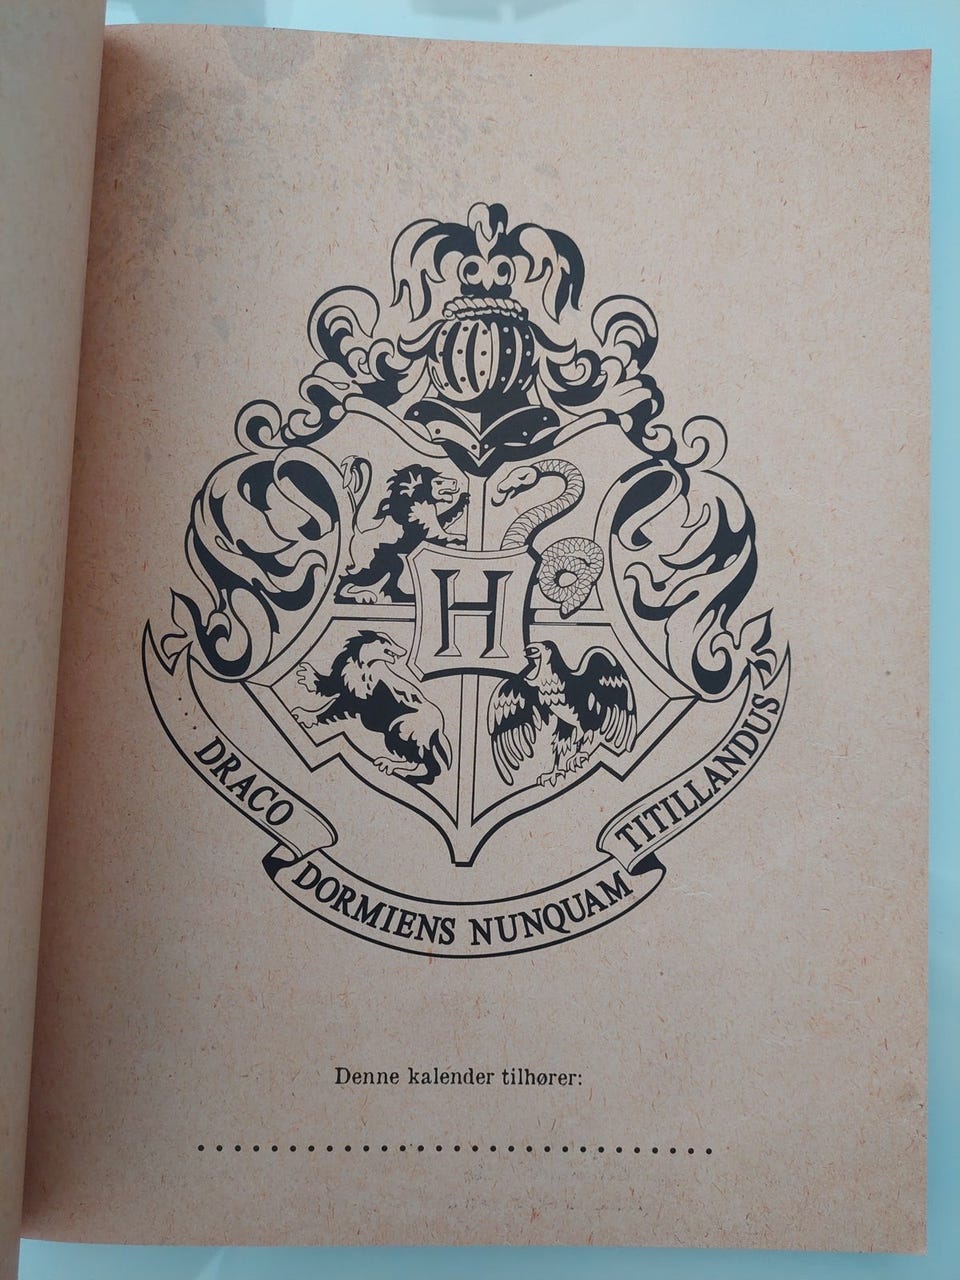 H
DRACO
DORMIENS NUNQUAM
TITILLANDUS
Denne kalender tilhører: